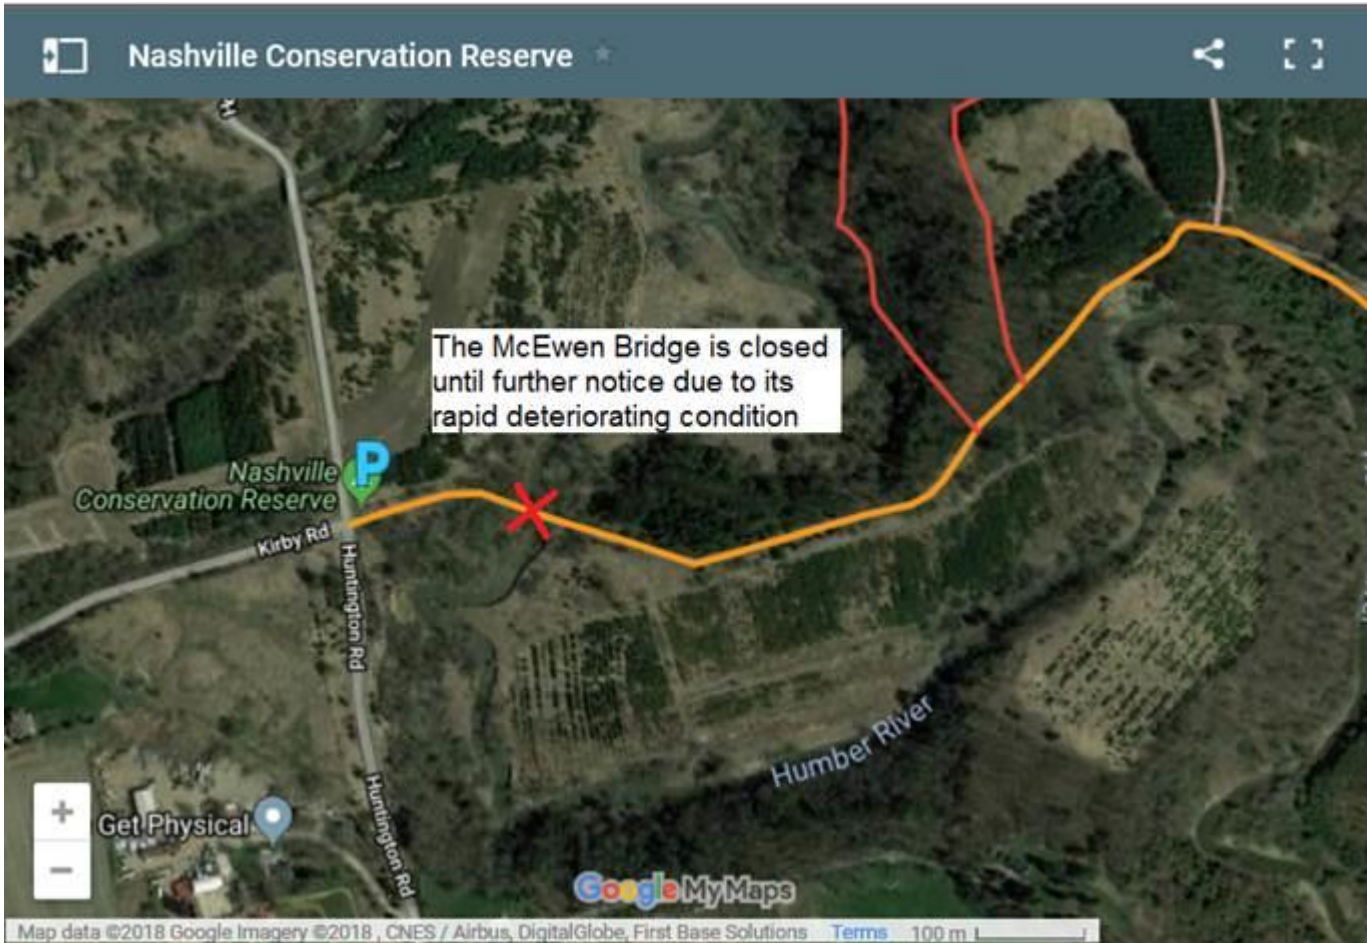 Nashville Conservation Reserve
The McEwen Bridge is closed
until further notice due to its
rapid deteriorating condition
P
Nashville
Conservation Reserve
Kirby Rd
Huntington Rd
Humber River
Get Physical
Huntington Rd
+
−
Google My Maps
Map data ©2018 Google Imagery ©2018 , CNES / Airbus, DigitalGlobe, First Base Solutions Terms 100 m